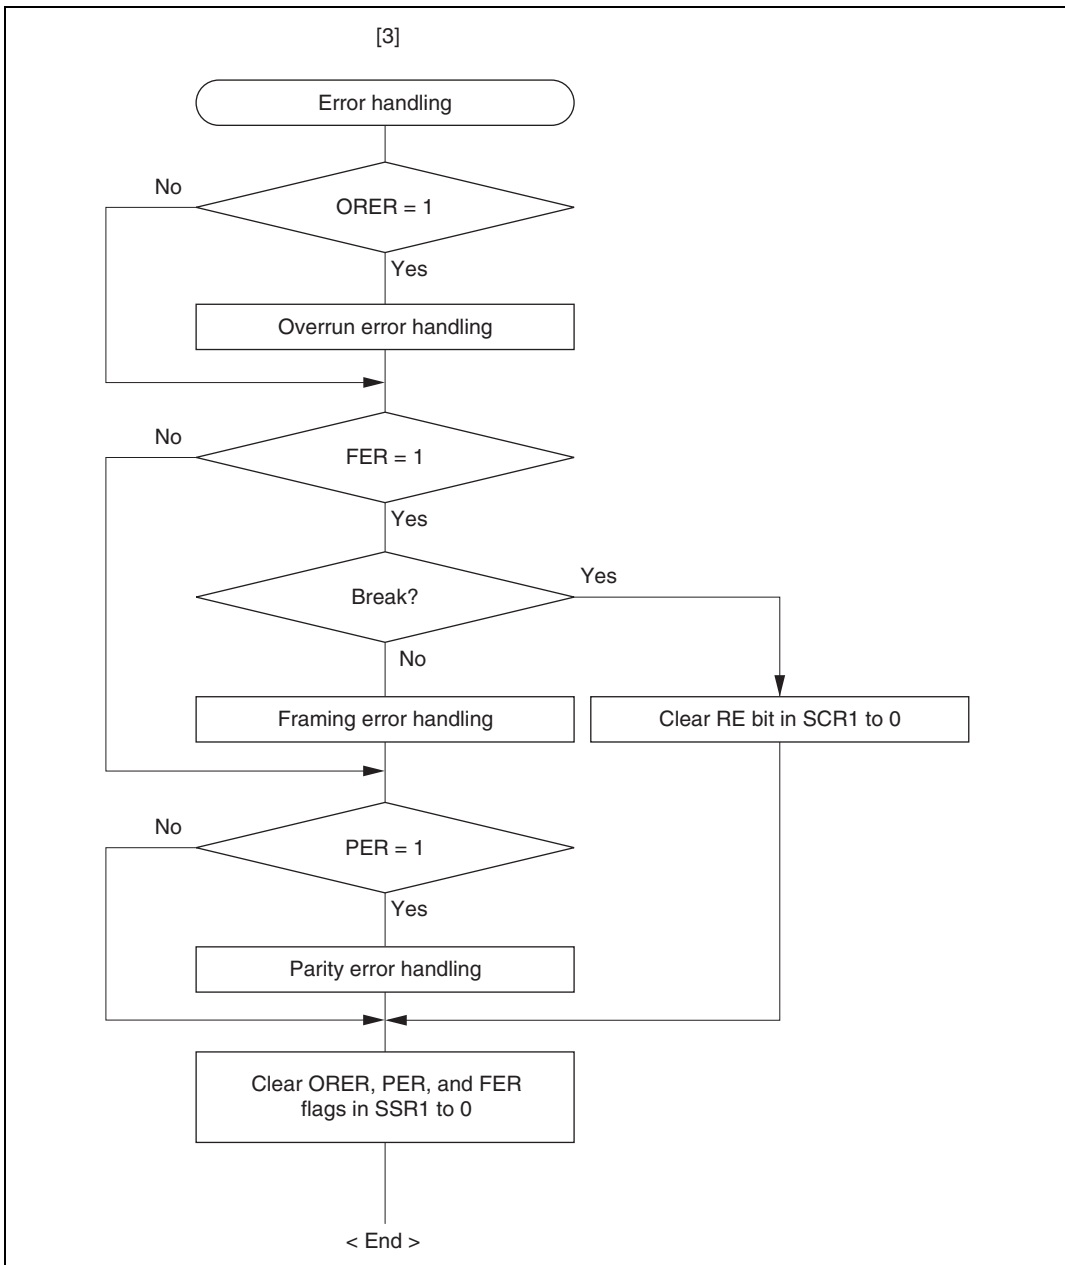 [3]
Error handling
No
ORER = 1
Yes
Overrun error handling
No
FER = 1
Yes
Break?
Yes
No
Framing error handling
Clear RE bit in SCR1 to 0
No
PER = 1
Yes
Parity error handling
Clear ORER, PER, and FER
flags in SSR1 to 0
< End >